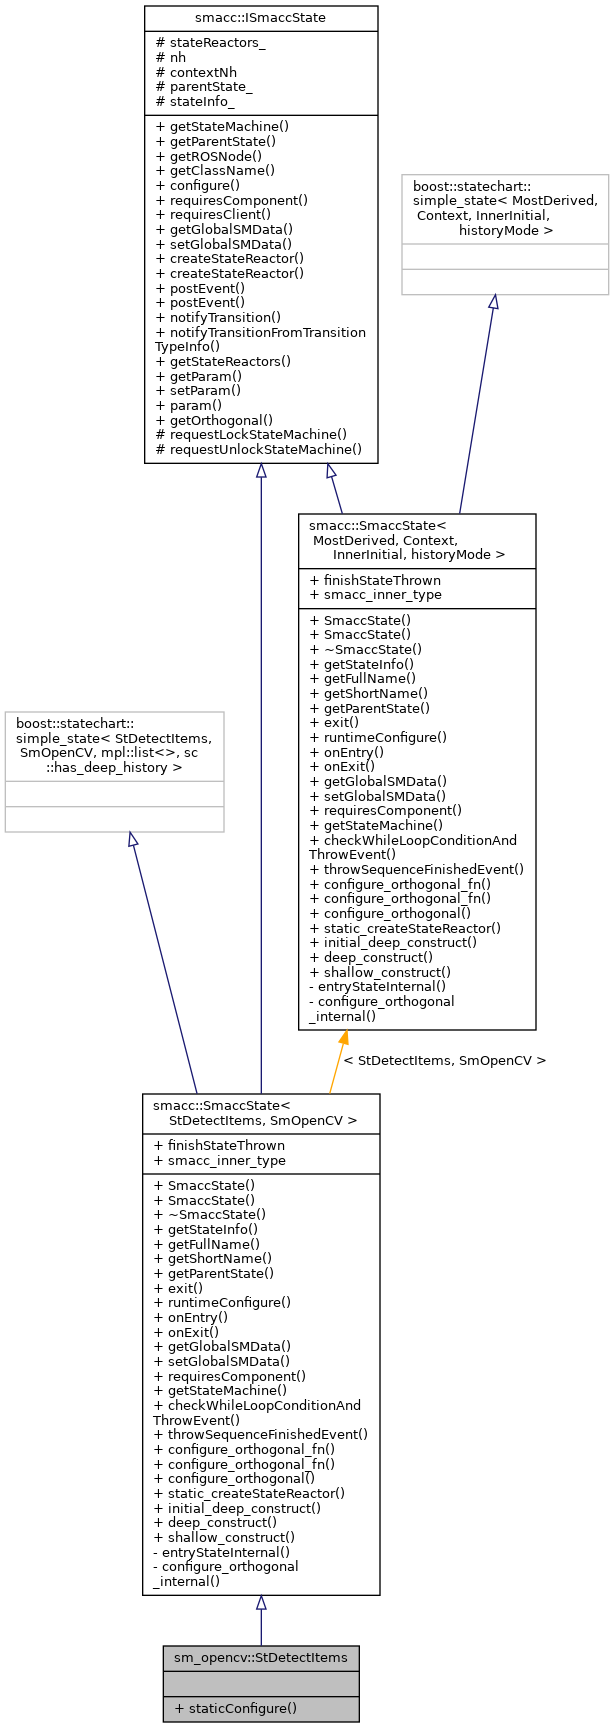 smacc::ISmaccState
# stateReactors_
# nh
# contextNh
# parentState_
# stateInfo_
+ getStateMachine()
+ getParentState()
+ getROSNode()
+ getClassName()
+ configure()
+ requiresComponent()
+ requiresClient()
+ getGlobalSMData()
+ setGlobalSMData()
+ createStateReactor()
+ createStateReactor()
+ postEvent()
+ postEvent()
+ notifyTransition()
+ notifyTransitionFromTransition
TypeInfo()
+ getStateReactors()
+ getParam()
+ setParam()
+ param()
+ getOrthogonal()
# requestLockStateMachine()
# requestUnlockStateMachine()
boost::statechart::
simple_state< MostDerived,
Context, InnerInitial,
historyMode >
smacc::SmaccState<
MostDerived, Context,
InnerInitial, historyMode >
+ finishStateThrown
+ smacc_inner_type
+ SmaccState()
+ SmaccState()
+ ~SmaccState()
+ getStateInfo()
+ getFullName()
+ getShortName()
+ getParentState()
+ exit()
+ runtimeConfigure()
+ onEntry()
+ onExit()
+ getGlobalSMData()
+ setGlobalSMData()
+ requiresComponent()
+ getStateMachine()
+ checkWhileLoopConditionAnd
ThrowEvent()
+ throwSequenceFinishedEvent()
+ configure_orthogonal_fn()
+ configure_orthogonal_fn()
+ configure_orthogonal()
+ static_createStateReactor()
+ initial_deep_construct()
+ deep_construct()
+ shallow_construct()
- entryStateInternal()
- configure_orthogonal
_internal()
boost::statechart::
simple_state< StDetectItems,
SmOpenCV, mpl::list<>, sc
::has_deep_history >
< StDetectItems, SmOpenCV >
smacc::SmaccState<
StDetectItems, SmOpenCV >
+ finishStateThrown
+ smacc_inner_type
+ SmaccState()
+ SmaccState()
+ ~SmaccState()
+ getStateInfo()
+ getFullName()
+ getShortName()
+ getParentState()
+ exit()
+ runtimeConfigure()
+ onEntry()
+ onExit()
+ getGlobalSMData()
+ setGlobalSMData()
+ requiresComponent()
+ getStateMachine()
+ checkWhileLoopConditionAnd
ThrowEvent()
+ throwSequenceFinishedEvent()
+ configure_orthogonal_fn()
+ configure_orthogonal_fn()
+ configure_orthogonal()
+ static_createStateReactor()
+ initial_deep_construct()
+ deep_construct()
+ shallow_construct()
- entryStateInternal()
- configure_orthogonal
_internal()
sm_opencv::StDetectItems
+ staticConfigure()